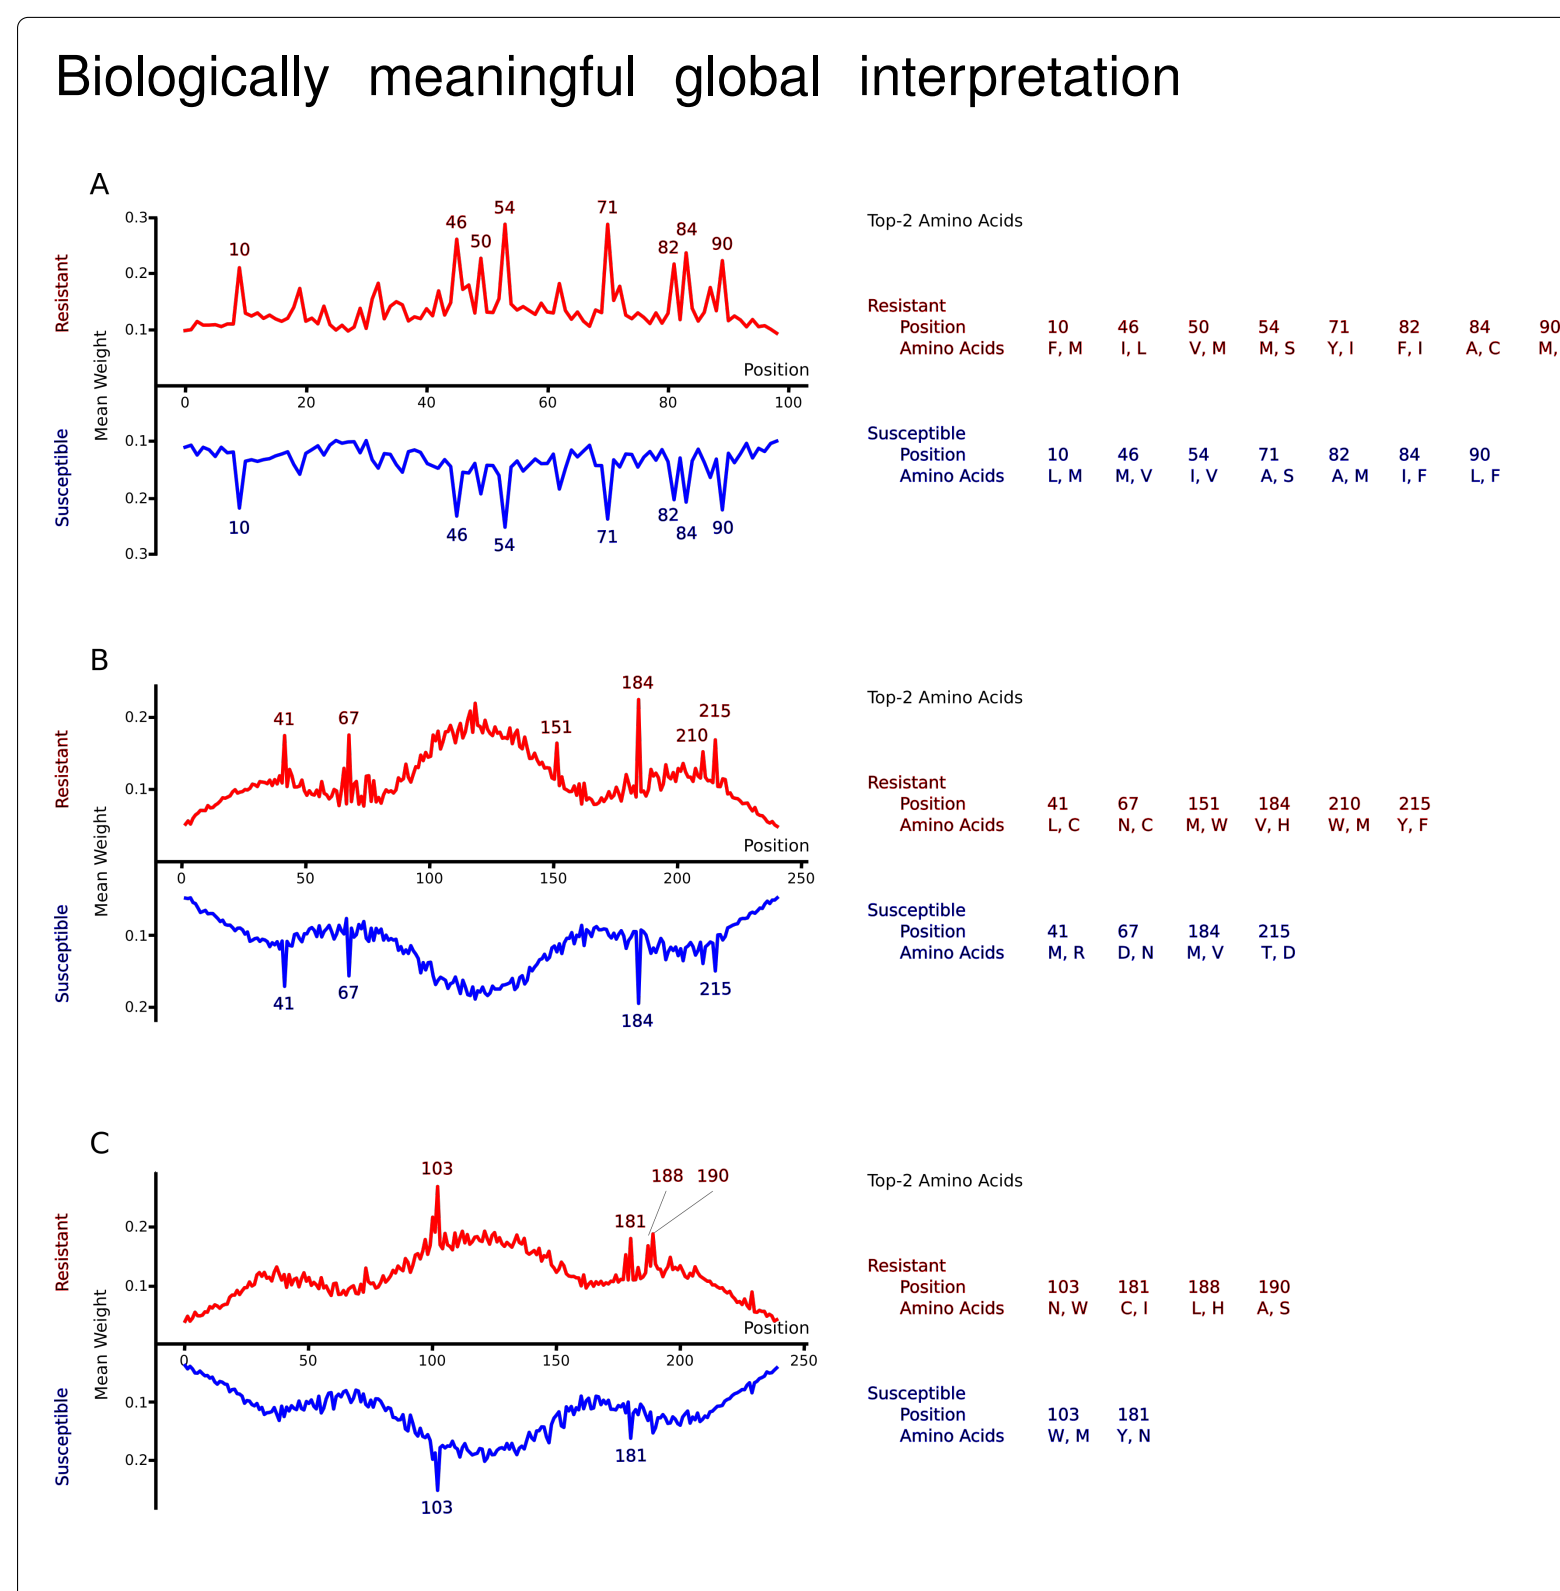 Biologically meaningful global interpretation
A
Resistant
Susceptible
Mean Weight
0.3
0.2
0.1
0.1
0.2
0.3
10
46
50
54
71
82
84
90
Position
0 20 40 60 80 100
10
46
54
71
82
84
90
Top-2 Amino Acids
Resistant
Position 10 46 50 54 71 82 84 90
Amino Acids F, M I, L V, M M, S Y, I F, I A, C M,
Susceptible
Position 10 46 54 71 82 84 90
Amino Acids L, M M, V I, V A, S A, M I, F L, F
B
Resistant
Susceptible
Mean Weight
0.2
0.1
0.1
0.2
41
67
151
184
210
215
Position
0 50 100 150 200 250
41
67
184
215
Top-2 Amino Acids
Resistant
Position 41 67 151 184 210 215
Amino Acids L, C N, C M, W V, H W, M Y, F
Susceptible
Position 41 67 184 215
Amino Acids M, R D, N M, V T, D
C
Resistant
Susceptible
Mean Weight
0.2
0.1
0.1
0.2
103
181
188
190
Position
0 50 100 150 200 250
103
181
Top-2 Amino Acids
Resistant
Position 103 181 188 190
Amino Acids N, W C, I L, H A, S
Susceptible
Position 103 181
Amino Acids W, M Y, N